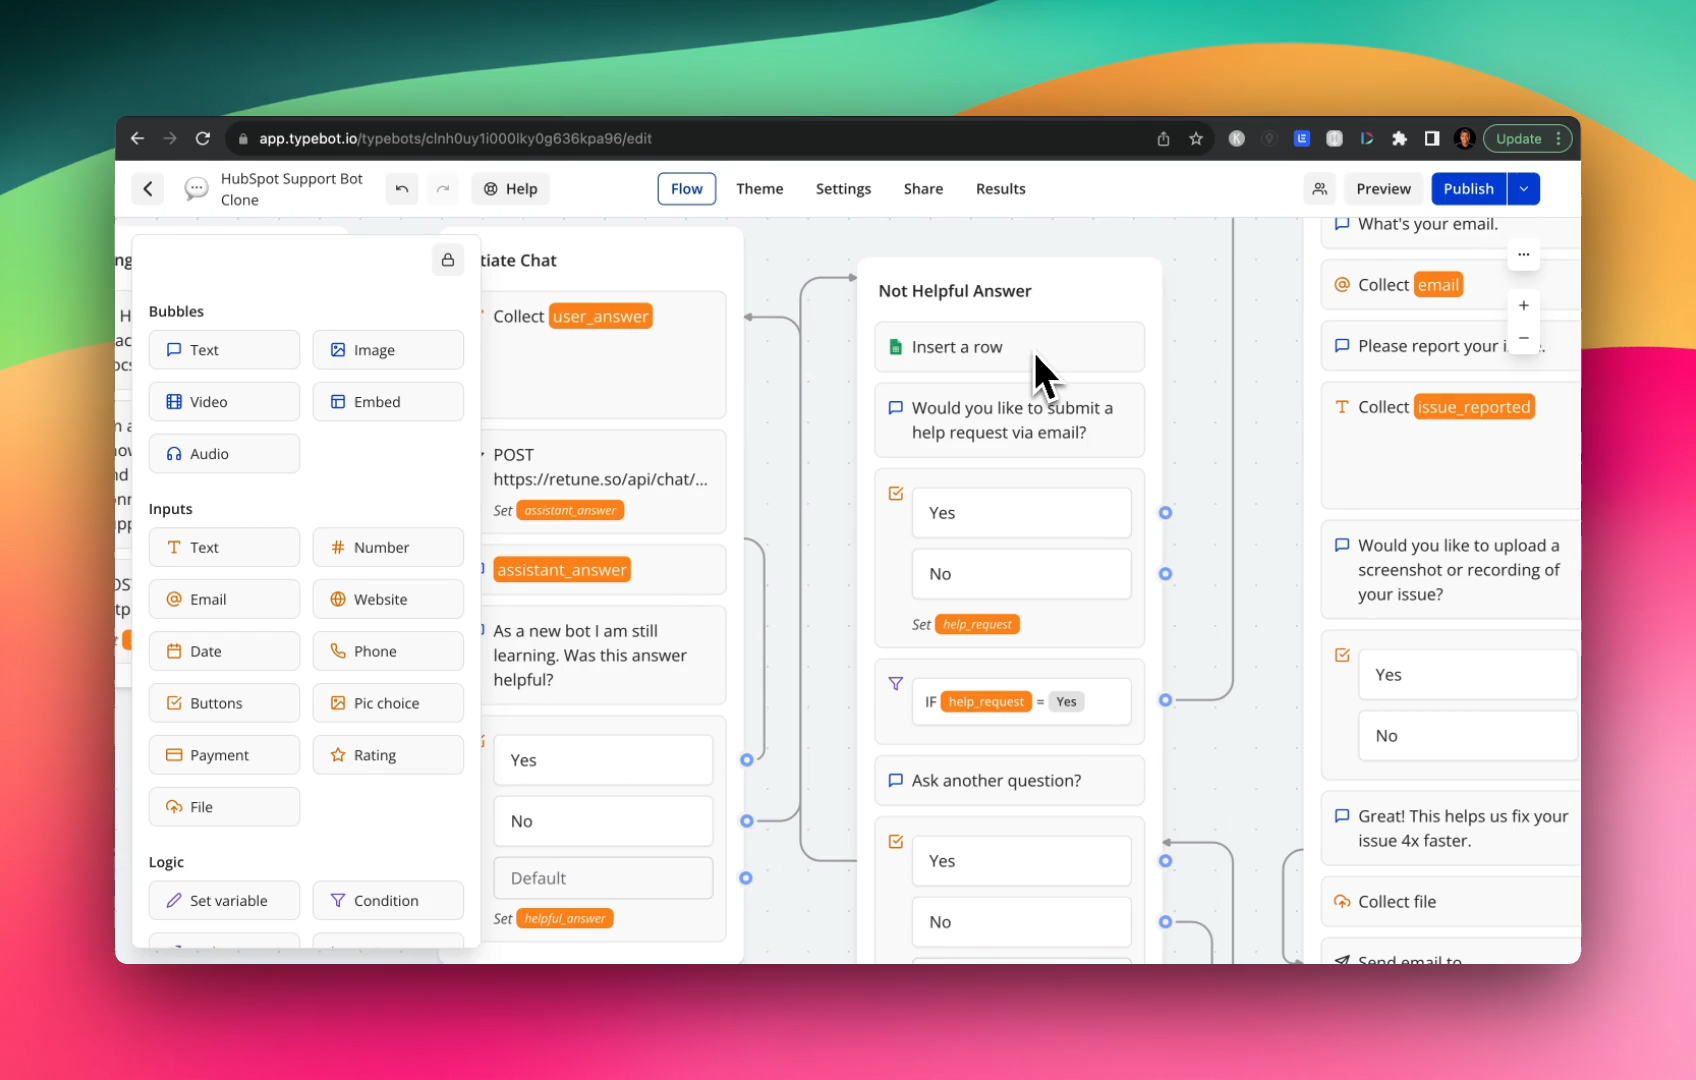 app.typebot.io/typebots/clnh0uy1i000lky0g636kpa96/edit
Update
HubSpot Support Bot
Clone
Help
Flow
Theme
Settings
Share
Results
Preview
Publish
Bubbles
Text
Image
Video
Embed
Audio
Inputs
Text
Number
Email
Website
Date
Phone
Buttons
Pic choice
Payment
Rating
File
Logic
Set variable
Condition
tiate Chat
Collect user_answer
POST
https://retune.so/api/chat/...
Set assistant_answer
assistant_answer
As a new bot I am still
learning. Was this answer
helpful?
Yes
No
Default
Set helpful_answer
Not Helpful Answer
Insert a row
Would you like to submit a
help request via email?
Yes
No
Set help_request
IF help_request = Yes
Ask another question?
Yes
No
What's your email.
Collect email
Please report your i
Collect issue_reported
Would you like to upload a
screenshot or recording of
your issue?
Yes
No
Great! This helps us fix your
issue 4x faster.
Collect file
Send email to